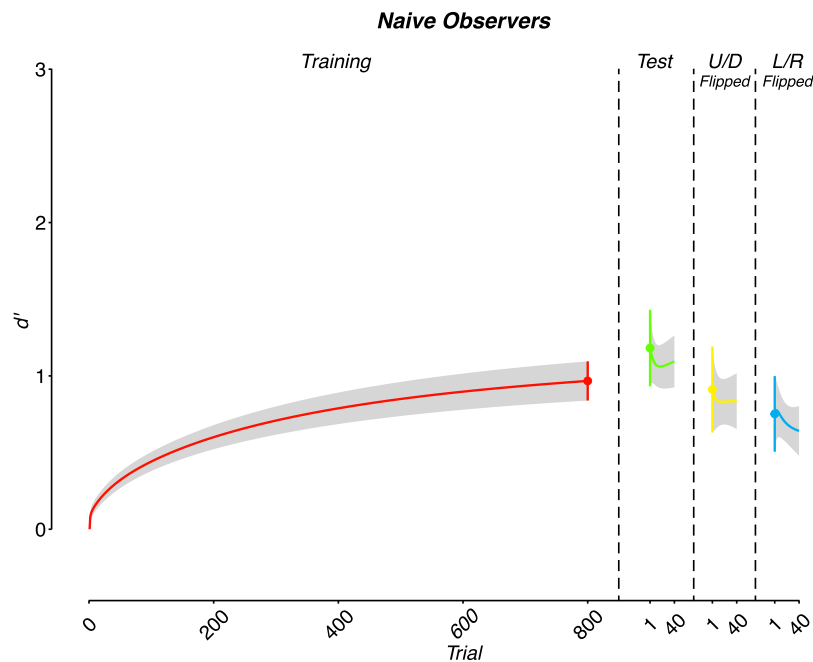 Naive Observers
Training
Test
U/D
Flipped
L/R
Flipped
3
2
1
0
d'
0
200
400
600
800
1
40
1
40
1
40
Trial